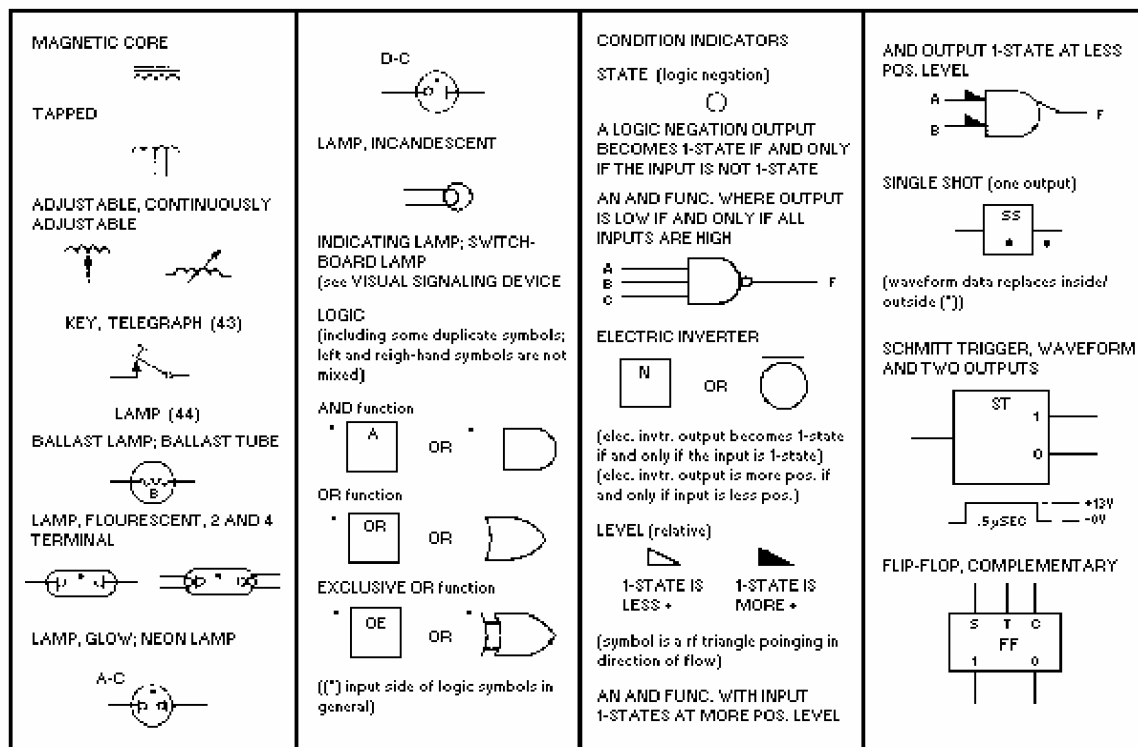 MAGNETIC CORE
TAPPED
ADJUSTABLE, CONTINUOUSLY
ADJUSTABLE
KEY, TELEGRAPH (43)
LAMP (44)
BALLAST LAMP; BALLAST TUBE
B
LAMP, FLOURESCENT, 2 AND 4
TERMINAL
LAMP, GLOW; NEON LAMP
A-C
D-C
LAMP, INCANDESCENT
INDICATING LAMP; SWITCH-
BOARD LAMP
(see VISUAL SIGNALING DEVICE
LOGIC
(including some duplicate symbols;
left and reigh-hand symbols are not
mixed)
AND function
* A OR *
OR function
* OR OR *
EXCLUSIVE OR function
* OE OR *
((*) input side of logic symbols in
general)
CONDITION INDICATORS
STATE (logic negation)
A LOGIC NEGATION OUTPUT
BECOMES 1-STATE IF AND ONLY
IF THE INPUT IS NOT 1-STATE
AN AND FUNC. WHERE OUTPUT
IS LOW IF AND ONLY IF ALL
INPUTS ARE HIGH
A
B F
C
ELECTRIC INVERTER
N OR
(elec. invtr. output becomes 1-state
if and only if the input is 1-state)
(elec. invtr. output is more pos. if
and only if input is less pos.)
LEVEL (relative)
1-STATE IS 1-STATE IS
LESS + MORE +
(symbol is a rt triangle poinging in
direction of flow)
AN AND FUNC. WITH INPUT
1-STATES AT MORE POS. LEVEL
AND OUTPUT 1-STATE AT LESS
POS. LEVEL
A F
B
SINGLE SHOT (one output)
SS
* *
(waveform data replaces inside/
outside (*))
SCHMITT TRIGGER, WAVEFORM
AND TWO OUTPUTS
ST
1
0
+13V
.5µSEC -0V
FLIP-FLOP, COMPLEMENTARY
S T C
FF
1 0